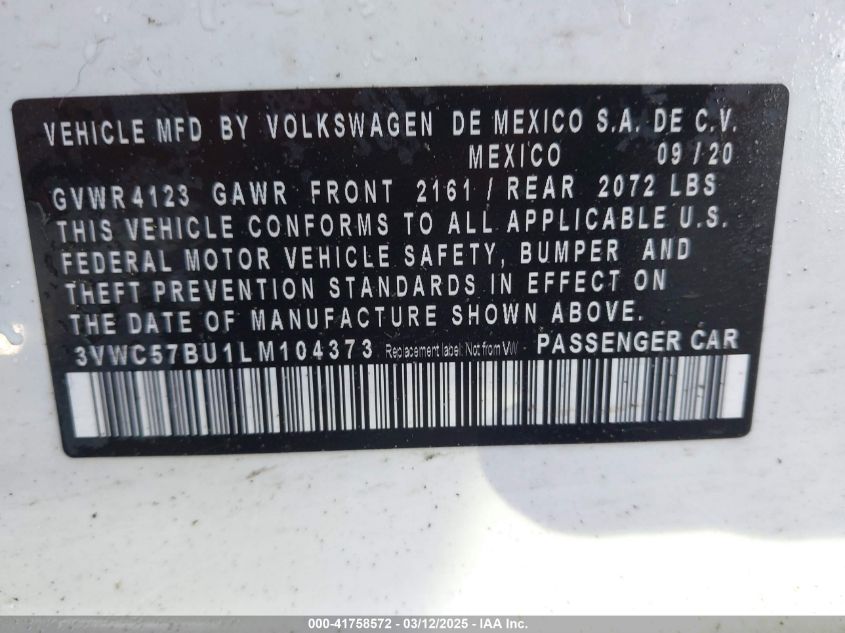 VEHICLE MFD BY VOLKSWAGEN DE MEXICO S.A. DE C.V.
MEXICO 09 / 20
GVWR4123 GAWR FRONT 2161 / REAR 2072 LBS
THIS VEHICLE CONFORMS TO ALL APPLICABLE U.S.
FEDERAL MOTOR VEHICLE SAFETY, BUMPER AND
THEFT PREVENTION STANDARDS IN EFFECT ON
THE DATE OF MANUFACTURE SHOWN ABOVE.
3VWC57BU1LM104373 Replacement label: Not from VW PASSENGER CAR
000-41758572 - 03/12/2025 - IAA Inc.